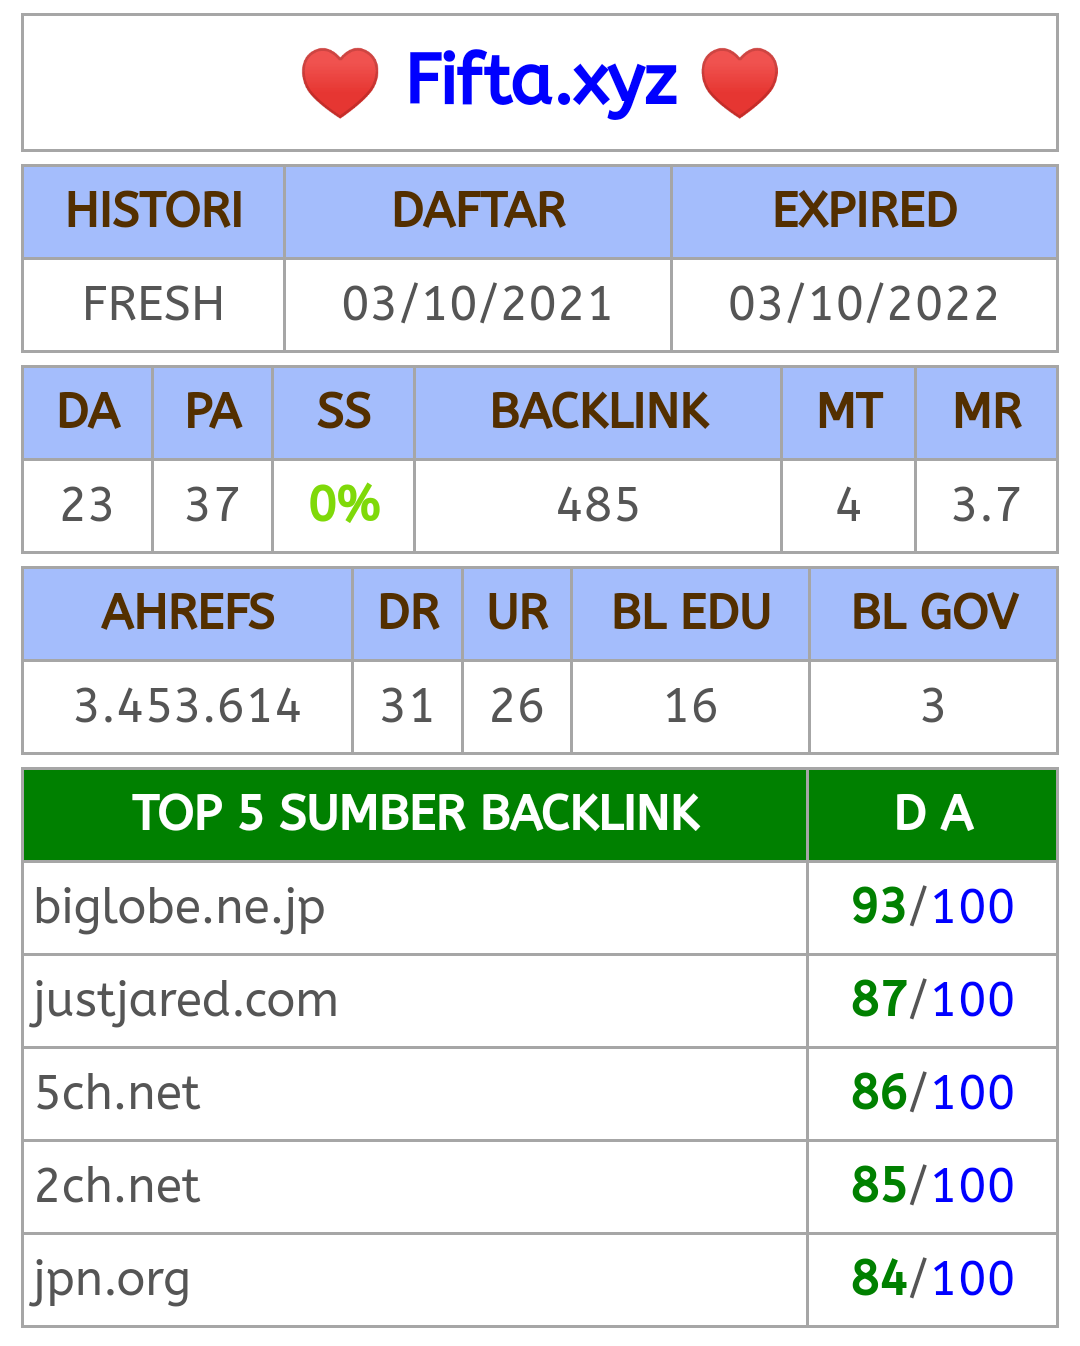 Fifta.xyz
HISTORI DAFTAR EXPIRED
FRESH 03/10/2021 03/10/2022
DA PA SS BACKLINK MT MR
23 37 0% 485 4 3.7
AHREFS DR UR BL EDU BL GOV
3.453.614 31 26 16 3
TOP 5 SUMBER BACKLINK D A
biglobe.ne.jp 93/100
justjared.com 87/100
5ch.net 86/100
2ch.net 85/100
jpn.org 84/100